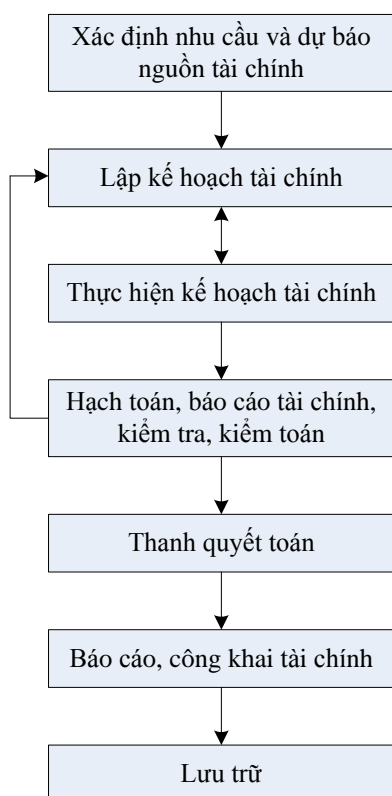 Xác định nhu cầu và dự báo
nguồn tài chính
Lập kế hoạch tài chính
Thực hiện kế hoạch tài chính
Hạch toán, báo cáo tài chính,
kiểm tra, kiểm toán
Thanh quyết toán
Báo cáo, công khai tài chính
Lưu trữ